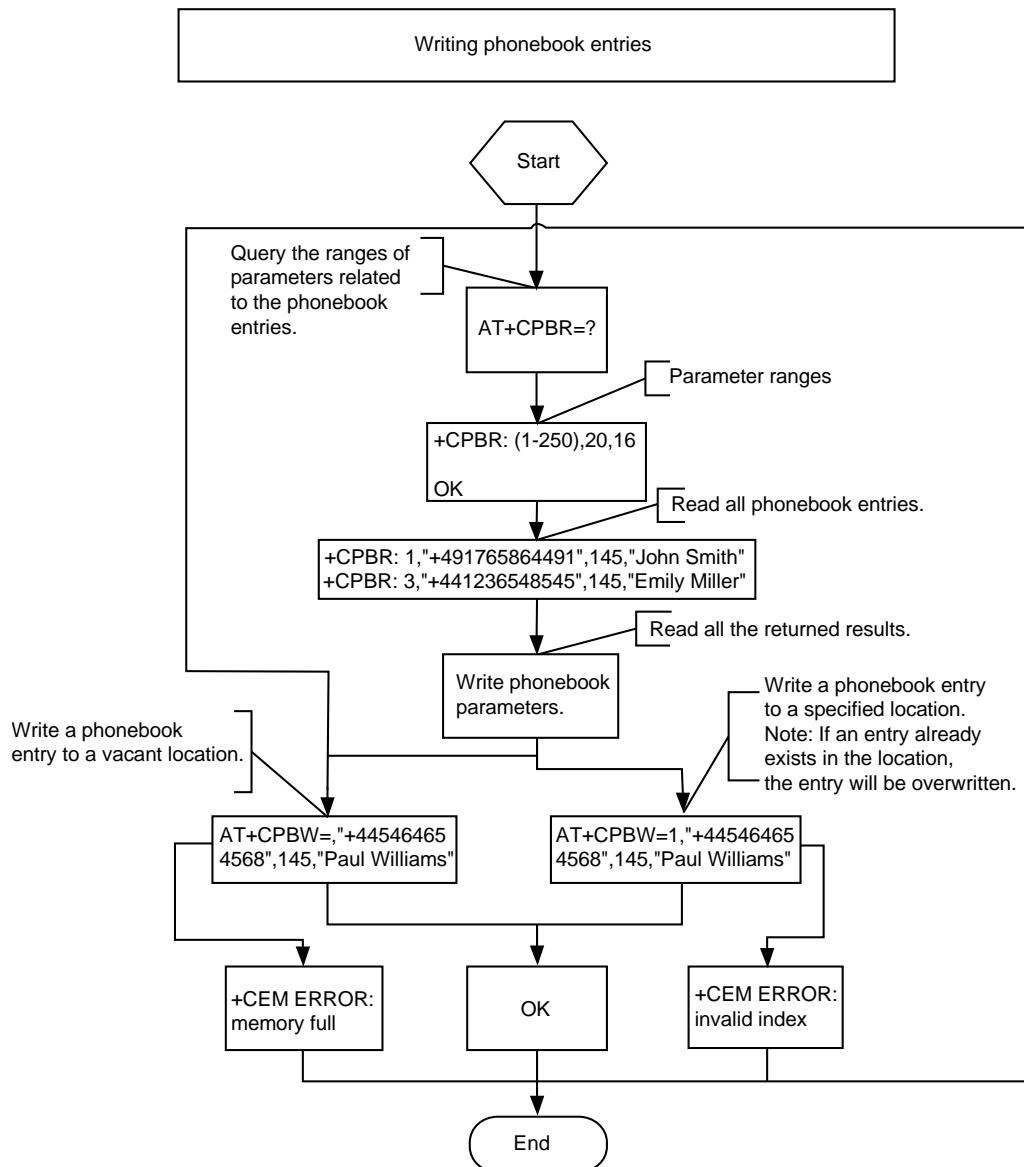 Writing phonebook entries
Start
Query the ranges of
parameters related
to the phonebook
entries.
AT+CPBR=?
Parameter ranges
+CPBR: (1-250),20,16
OK
Read all phonebook entries.
+CPBR: 1,"+491765864491",145,"John Smith"
+CPBR: 3,"+441236548545",145,"Emily Miller"
Read all the returned results.
Write phonebook
parameters.
Write a phonebook entry
to a specified location.
Note: If an entry already
exists in the location,
the entry will be overwritten.
Write a phonebook
entry to a vacant location.
AT+CPBW=,"+44546465
4568",145,"Paul Williams"
AT+CPBW=1,"+44546465
4568",145,"Paul Williams"
+CEM ERROR:
memory full
OK
+CEM ERROR:
invalid index
End